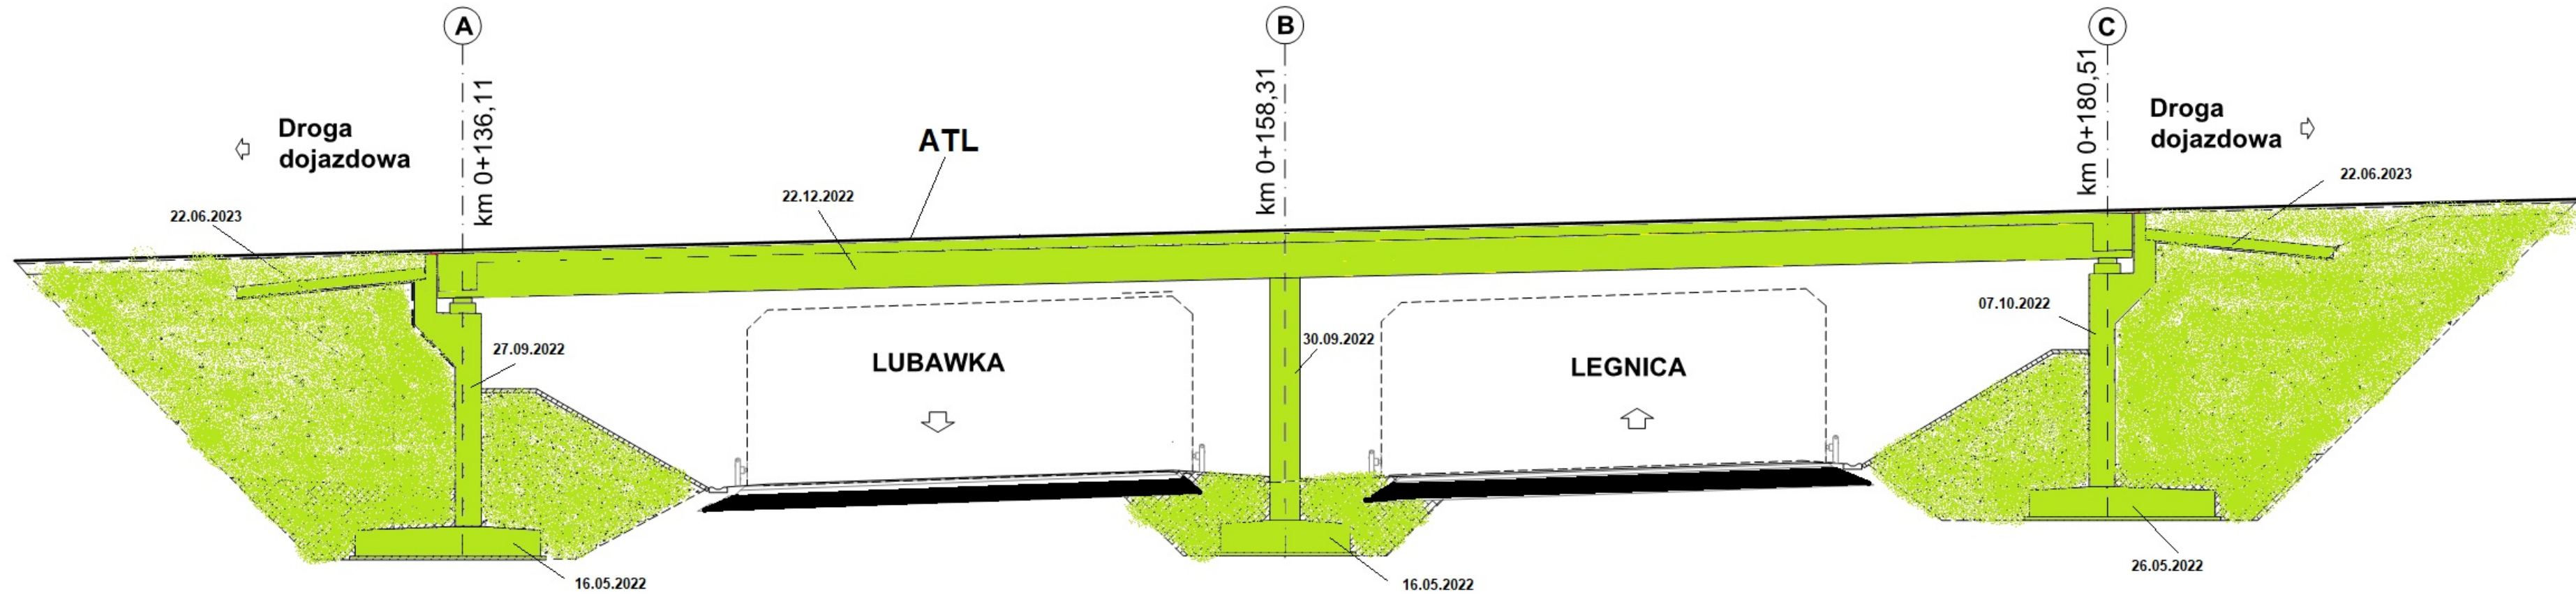 A
B
C
km 0+136,11
km 0+158,31
km 0+180,51
Droga
dojazdowa
ATL
Droga
dojazdowa
22.06.2023
22.12.2022
22.06.2023
27.09.2022
LUBAWKA
30.09.2022
LEGNICA
07.10.2022
16.05.2022
16.05.2022
26.05.2022